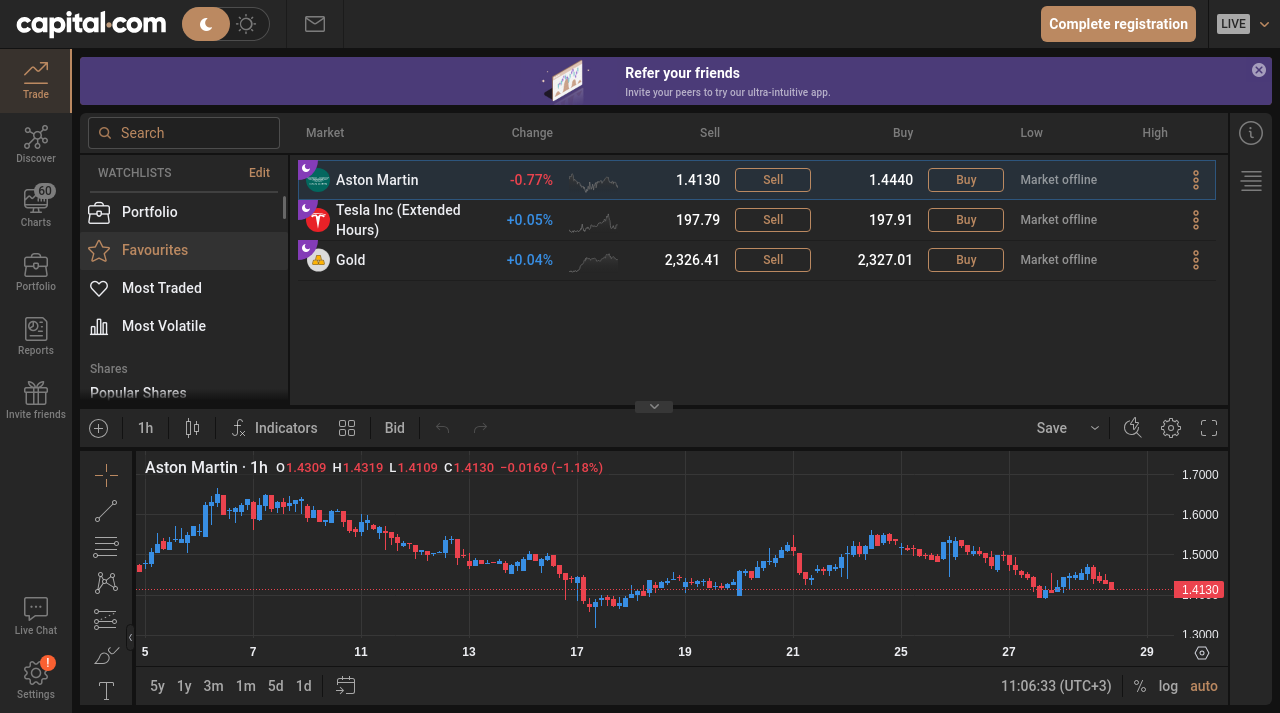 capital.com
Complete registration
LIVE
Trade
Refer your friends
Invite your peers to try our ultra-intuitive app.
Search
Market Change Sell Buy Low High
Discover
WATCHLISTS Edit
Aston Martin -0.77% 1.4130 Sell 1.4440 Buy Market offline
60
Charts
Portfolio
Tesla Inc (Extended Hours) +0.05% 197.79 Sell 197.91 Buy Market offline
Favourites
Gold +0.04% 2,326.41 Sell 2,327.01 Buy Market offline
Portfolio
Most Traded
Most Volatile
Reports
Shares
Popular Shares
Invite friends
1h Indicators Bid Save
Aston Martin · 1h O1.4309 H1.4319 L1.4109 C1.4130 −0.0169 (−1.18%)
1.7000
1.6000
1.5000
1.4130
1.3000
5 7 11 13 17 19 21 25 27 29
Live Chat
!
Settings
5y 1y 3m 1m 5d 1d 11:06:33 (UTC+3) % log auto